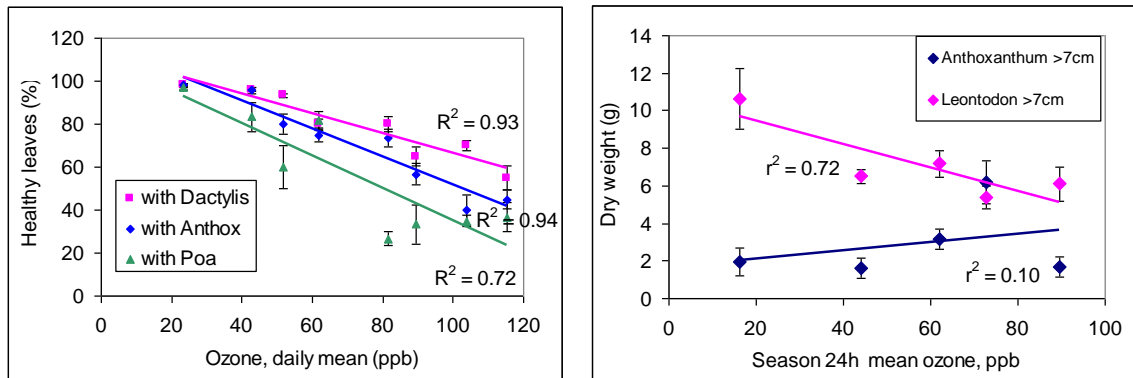 120
100
80
60
40
20
0
Healthy leaves (%)
R² = 0.93
R² = 0.94
R² = 0.72
with Dactylis
with Anthox
with Poa
0 20 40 60 80 100 120
Ozone, daily mean (ppb)
14
12
10
8
6
4
2
0
Dry weight (g)
Anthoxanthum >7cm
Leontodon >7cm
r² = 0.72
r² = 0.10
0 20 40 60 80 100
Season 24h mean ozone, ppb